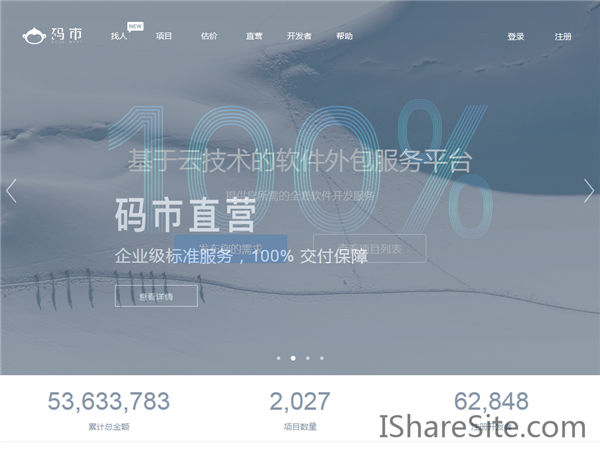 码市
找人 NEW 项目 估价 直营 开发者 帮助 登录 注册
100%
基于云技术的软件外包服务平台
提供您所需的全套软件开发服务
码市直营
发布您的需求 查看项目列表
企业级标准服务，100% 交付保障
查看详情
53,633,783 2,027 62,848
累计总金额 项目数量
IShareSite.com